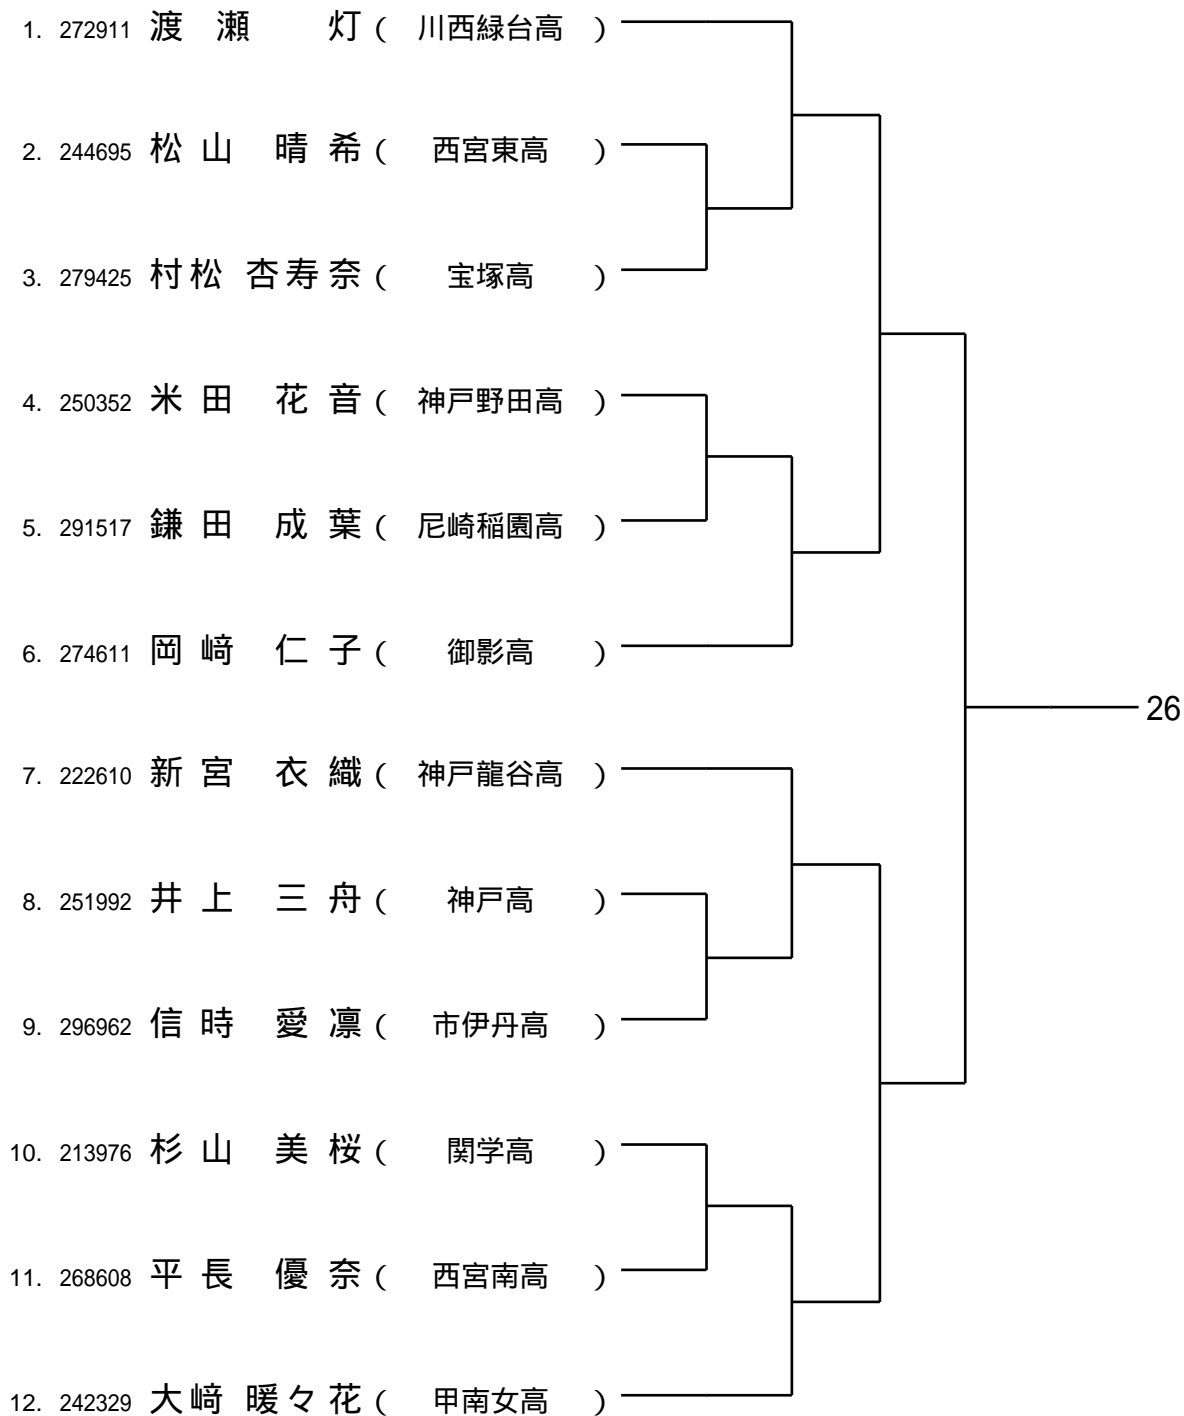 1. 272911 渡 瀬 灯 ( 川西緑台高 )
2. 244695 松 山 晴 希 ( 西宮東高 )
3. 279425 村松 杏寿奈 ( 宝塚高 )
4. 250352 米 田 花 音 ( 神戸野田高 )
5. 291517 鎌 田 成 葉 ( 尼崎稲園高 )
6. 274611 岡 﨑 仁 子 ( 御影高 )
26
7. 222610 新 宮 衣 織 ( 神戸龍谷高 )
8. 251992 井 上 三 舟 ( 神戸高 )
9. 296962 信 時 愛 凛 ( 市伊丹高 )
10. 213976 杉 山 美 桜 ( 関学高 )
11. 268608 平 長 優 奈 ( 西宮南高 )
12. 242329 大﨑 暖々花 ( 甲南女高 )